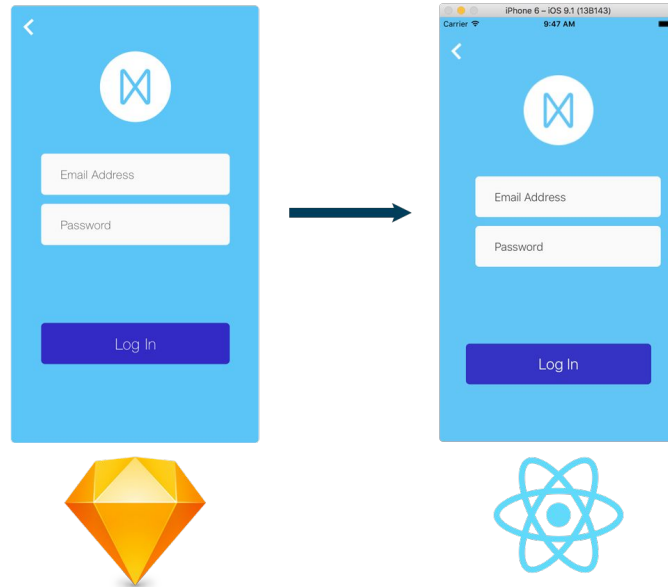 Email Address
Password
Log In
iPhone 6 – iOS 9.1 (13B143)
Carrier 9:47 AM
Email Address
Password
Log In